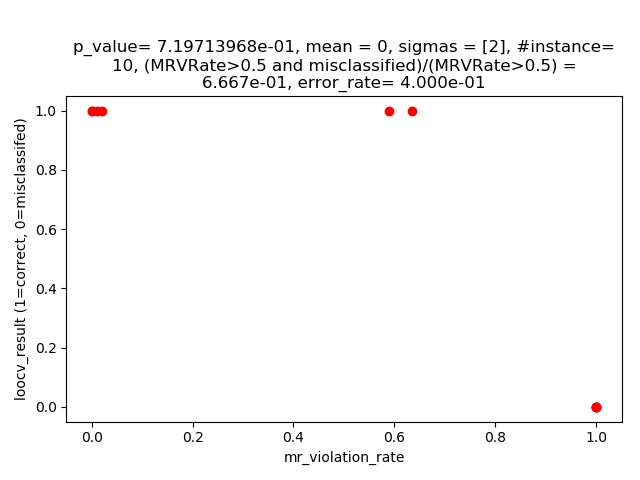 p_value= 7.19713968e-01, mean = 0, sigmas = [2], #instance=
10, (MRVRate>0.5 and misclassified)/(MRVRate>0.5) =
6.667e-01, error_rate= 4.000e-01
1.0
0.8
0.6
0.4
0.2
0.0
loocv_result (1=correct, 0=misclassifed)
0.0 0.2 0.4 0.6 0.8 1.0
mr_violation_rate